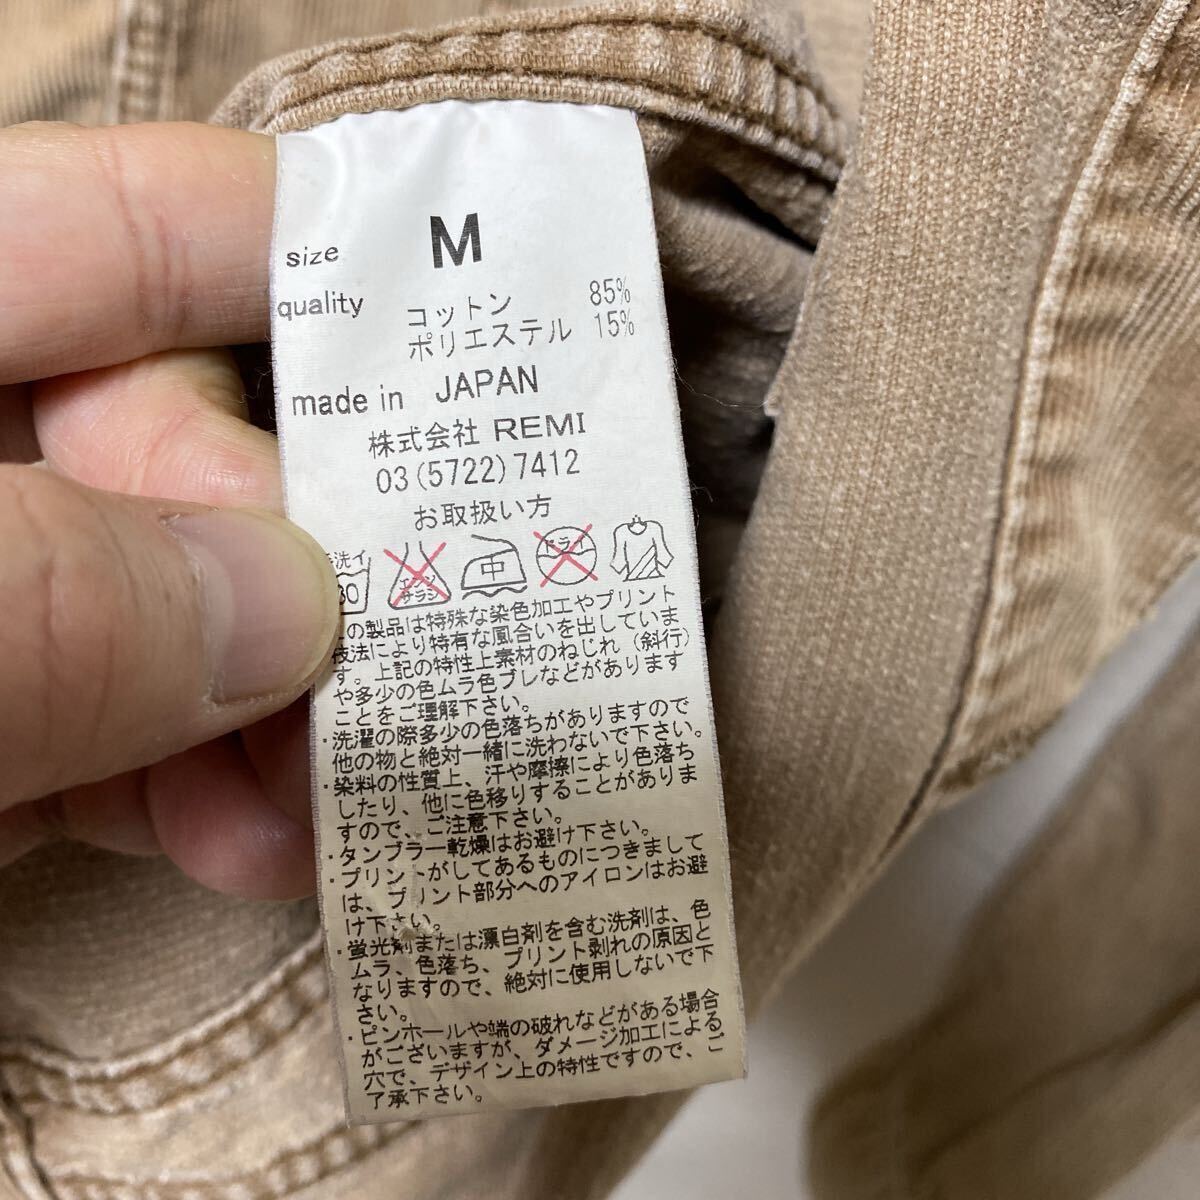 size M
quality コットン 85%
ポリエステル 15%
made in JAPAN
株式会社 REMI
03(5722)7412
お取扱い方
洗イ 30 エンソ サラシ 中 ドライ
の製品は特殊な染色加工やプリント
技法により特有な風合いを出していま
す。上記の特性上素材のねじれ(斜行)
や多少の色ムラ色ブレなどがあります
ことをご理解下さい。
・洗濯の際多少の色落ちがありますので
他の物と絶対一緒に洗わないで下さい。
・染料の性質上、汗や摩擦により色落ち
したり、他に色移りすることがありま
すので、ご注意下さい。
・タンブラー乾燥はお避け下さい。
・プリントがしてあるものにつきまして
は、プリント部分へのアイロンはお避
け下さい。
・蛍光剤または漂白剤を含む洗剤は、色
ムラ、色落ち、プリント剥れの原因と
なりますので、絶対に使用しないで下
さい。
・ピンホールや端の破れなどがある場合
がございますが、ダメージ加工による
穴で、デザイン上の特性ですので、ご
了承下さい。